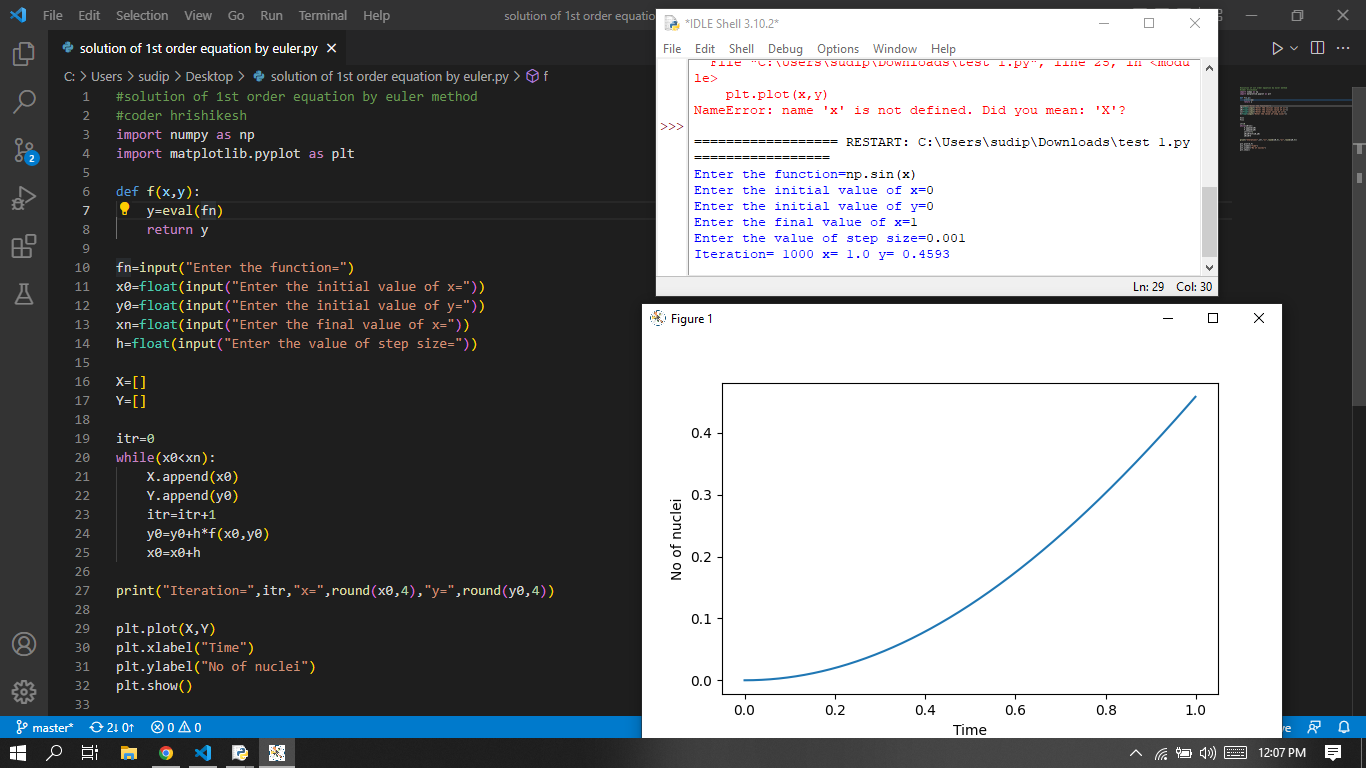 File Edit Selection View Go Run Terminal Help solution of 1st order equatio
solution of 1st order equation by euler.py
C: > Users > sudip > Desktop > solution of 1st order equation by euler.py > f
1 #solution of 1st order equation by euler method
2 #coder hrishikesh
3 import numpy as np
4 import matplotlib.pyplot as plt
5
6 def f(x,y):
7 y=eval(fn)
8 return y
9
10 fn=input("Enter the function=")
11 x0=float(input("Enter the initial value of x="))
12 y0=float(input("Enter the initial value of y="))
13 xn=float(input("Enter the final value of x="))
14 h=float(input("Enter the value of step size="))
15
16 X=[]
17 Y=[]
18
19 itr=0
20 while(x0<xn):
21 X.append(x0)
22 Y.append(y0)
23 itr=itr+1
24 y0=y0+h*f(x0,y0)
25 x0=x0+h
26
27 print("Iteration=",itr,"x=",round(x0,4),"y=",round(y0,4))
28
29 plt.plot(X,Y)
30 plt.xlabel("Time")
31 plt.ylabel("No of nuclei")
32 plt.show()
33
2
master* 2↓ 0↑ 0 0
*IDLE Shell 3.10.2*
File Edit Shell Debug Options Window Help
File "C:\Users\sudip\Downloads\test 1.py", line 25, in <modu
le>
plt.plot(x,y)
NameError: name 'x' is not defined. Did you mean: 'X'?
>>>
================== RESTART: C:\Users\sudip\Downloads\test 1.py
=================
Enter the function=np.sin(x)
Enter the initial value of x=0
Enter the initial value of y=0
Enter the final value of x=1
Enter the value of step size=0.001
Iteration= 1000 x= 1.0 y= 0.4593
Ln: 29 Col: 30
Figure 1
0.4
0.3
0.2
0.1
0.0
No of nuclei
0.0 0.2 0.4 0.6 0.8 1.0
Time
12:07 PM